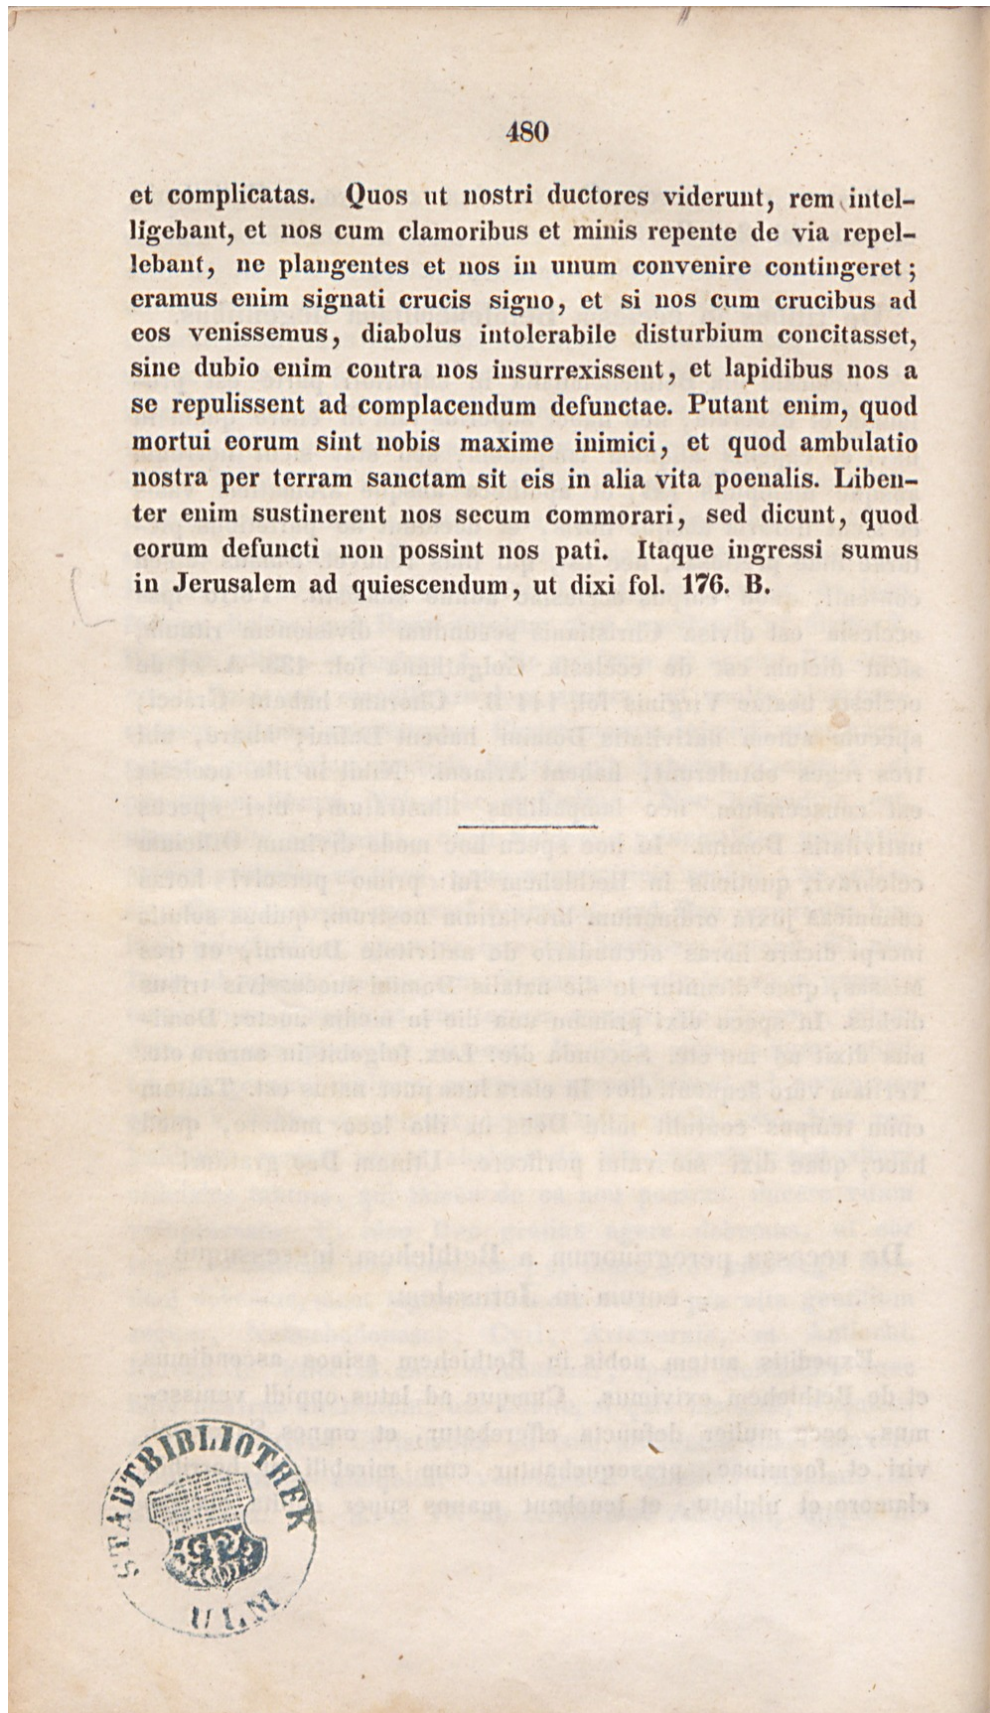 480
et complicatas. Quos ut nostri ductores viderunt, rem intel-
ligebant, et nos cum clamoribus et minis repente de via repel-
lebant, ne plangentes et nos in unum convenire contingeret;
eramus enim signati crucis signo, et si nos cum crucibus ad
eos venissemus, diabolus intolerabile disturbium concitasset,
sine dubio enim contra nos insurrexissent, et lapidibus nos a
se repulissent ad complacendum defunctae. Putant enim, quod
mortui eorum sint nobis maxime inimici, et quod ambulatio
nostra per terram sanctam sit eis in alia vita poenalis. Liben-
ter enim sustinerent nos secum commorari, sed dicunt, quod
eorum defuncti non possint nos pati. Itaque ingressi sumus
in Jerusalem ad quiescendum, ut dixi fol. 176. B.
STADTBIBLIOTHEK
ULM